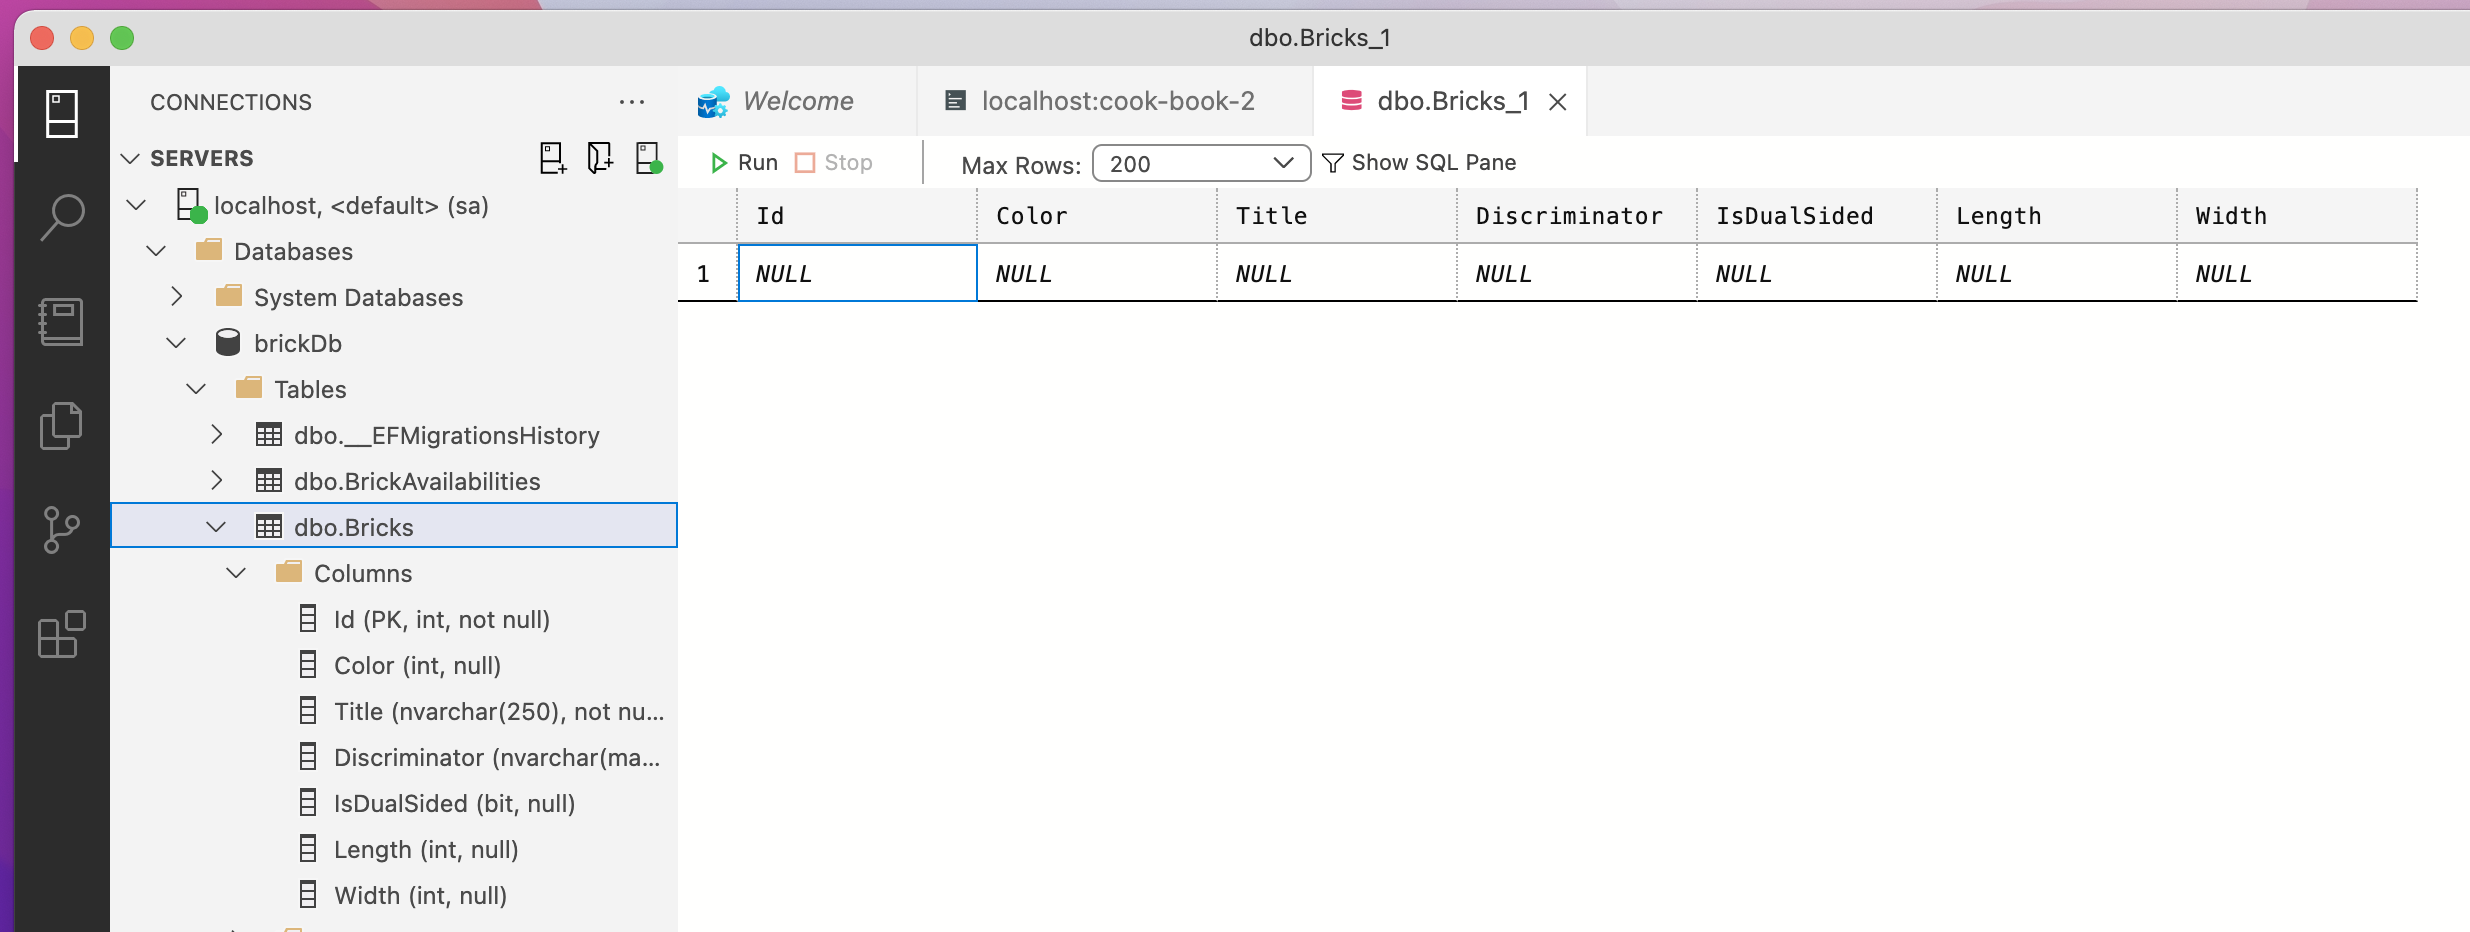 dbo.Bricks_1
CONNECTIONS
SERVERS
localhost, <default> (sa)
Databases
System Databases
brickDb
Tables
dbo.__EFMigrationsHistory
dbo.BrickAvailabilities
dbo.Bricks
Columns
Id (PK, int, not null)
Color (int, null)
Title (nvarchar(250), not nu...
Discriminator (nvarchar(ma...
IsDualSided (bit, null)
Length (int, null)
Width (int, null)
Welcome localhost:cook-book-2 dbo.Bricks_1
Run Stop Max Rows: 200 Show SQL Pane
Id Color Title Discriminator IsDualSided Length Width
1 NULL NULL NULL NULL NULL NULL NULL